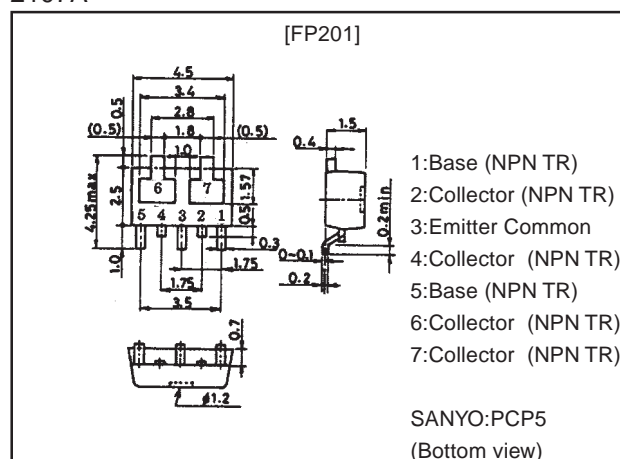 [FP201]
4.5
3.4
2.8
0.5
(0.5) 1.8 (0.5)
1.0
6 7
4.25max
2.5
1.57
0.5
5 4 3 2 1
0.3
1.0
1.75
1.75
3.5
0.7
ø1.2
1.5
0.4
0.2min
0~0.1
0.2
1:Base (NPN TR)
2:Collector (NPN TR)
3:Emitter Common
4:Collector (NPN TR)
5:Base (NPN TR)
6:Collector (NPN TR)
7:Collector (NPN TR)
SANYO:PCP5
(Bottom view)